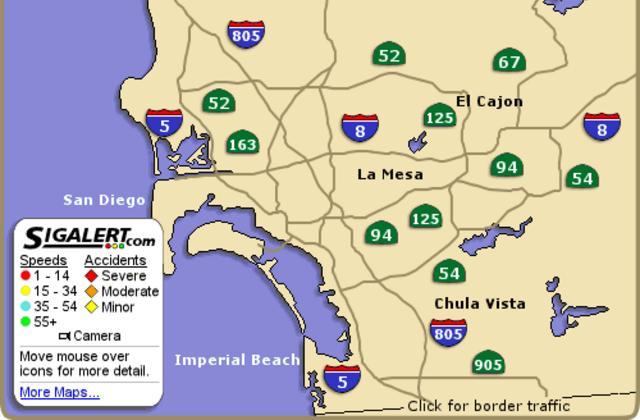 805
52
67
El Cajon
52
125
5
8
8
163
94
La Mesa
54
San Diego
125
94
SIGALERT.com
Speeds Accidents
1 - 14 Severe
15 - 34 Moderate
35 - 54 Minor
55+
Camera
Move mouse over
icons for more detail.
More Maps...
54
Chula Vista
805
Imperial Beach
905
5
Click for border traffic